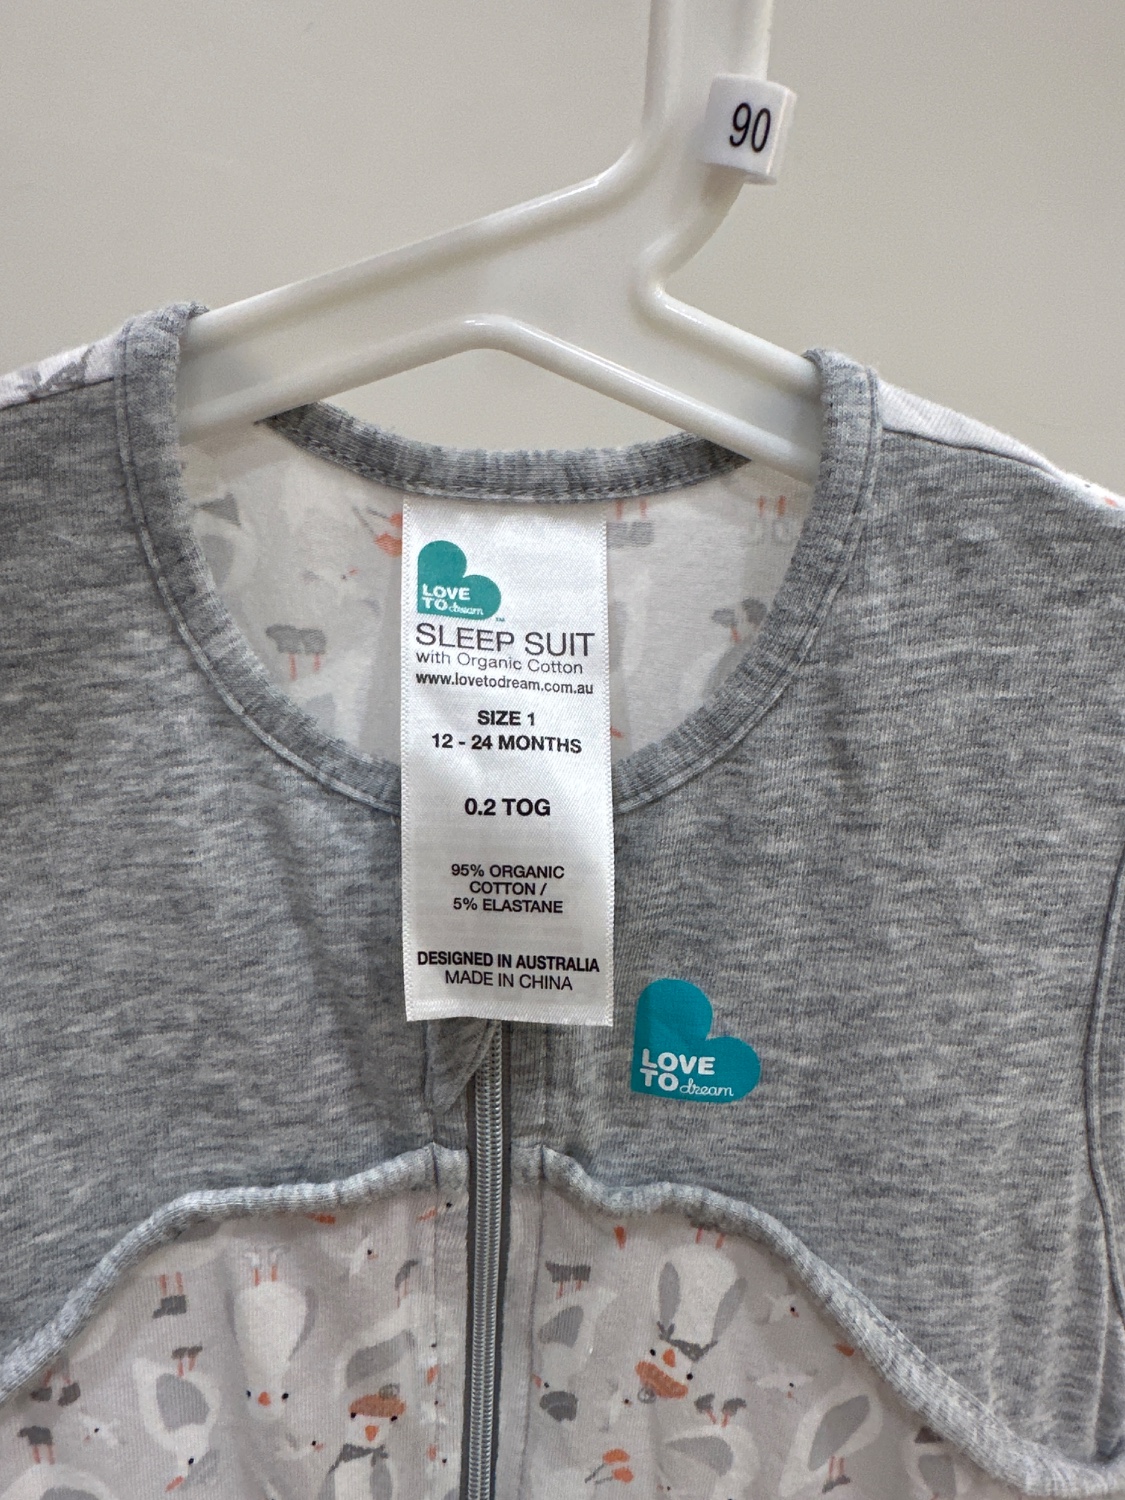 90
LOVE
TO dream™
SLEEP SUIT
with Organic Cotton
www.lovetodream.com.au
SIZE 1
12 - 24 MONTHS
0.2 TOG
95% ORGANIC
COTTON /
5% ELASTANE
DESIGNED IN AUSTRALIA
MADE IN CHINA
LOVE
TO dream